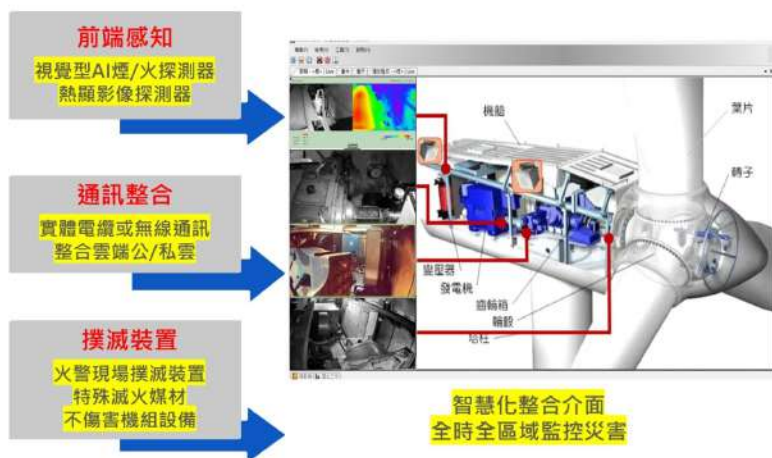 前端感知
視覺型AI煙/火探測器
熱顯影像探測器
通訊整合
實體電纜或無線通訊
整合雲端公/私雲
撲滅裝置
火警現場撲滅裝置
特殊滅火媒材
不傷害機組設備
機艙
葉片
轉子
變壓器
發電機
齒輪箱
輪轂
塔柱
智慧化整合介面
全時全區域監控災害